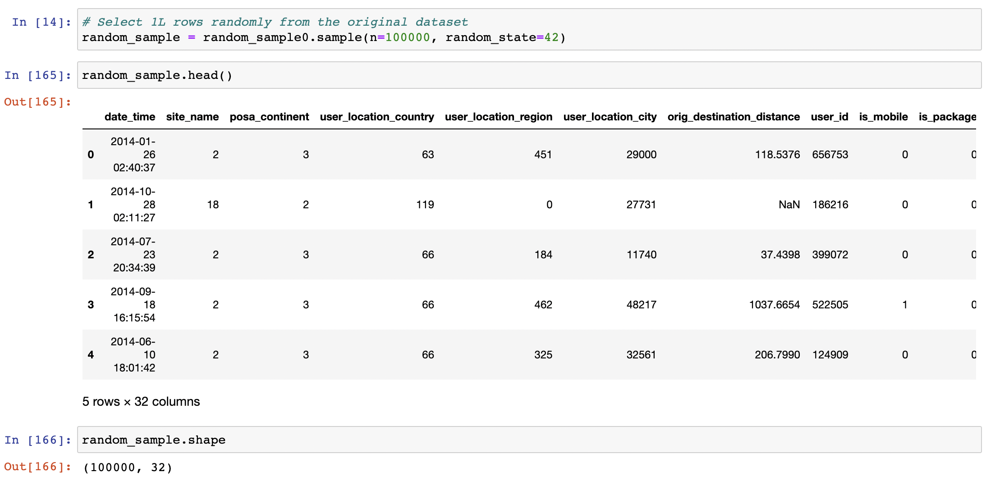 In [14]: # Select 1L rows randomly from the original dataset
random_sample = random_sample0.sample(n=100000, random_state=42)
In [165]: random_sample.head()
Out[165]:
date_time site_name posa_continent user_location_country user_location_region user_location_city orig_destination_distance user_id is_mobile is_package
2014-01-
0 26 2 3 63 451 29000 118.5376 656753 0 0
02:40:37
2014-10-
1 28 18 2 119 0 27731 NaN 186216 0 0
02:11:27
2014-07-
2 23 2 3 66 184 11740 37.4398 399072 0 0
20:34:39
2014-09-
3 18 2 3 66 462 48217 1037.6654 522505 1 0
16:15:54
2014-06-
4 10 2 3 66 325 32561 206.7990 124909 0 0
18:01:42
5 rows × 32 columns
In [166]: random_sample.shape
Out[166]: (100000, 32)